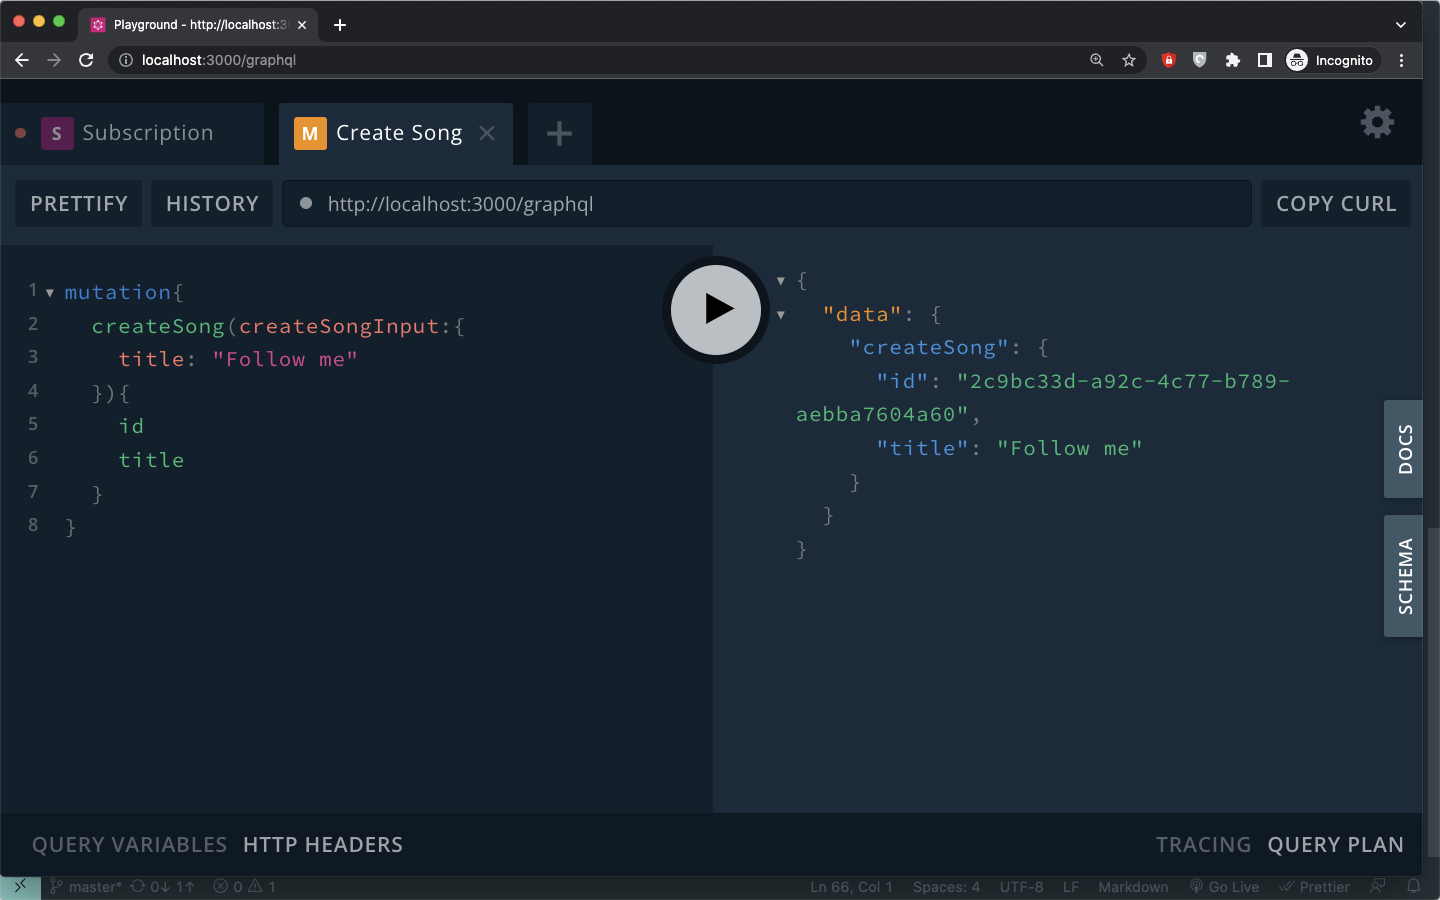 Playground - http://localhost:3
localhost:3000/graphql
Incognito
S Subscription
M Create Song
PRETTIFY
HISTORY
http://localhost:3000/graphql
COPY CURL
1 mutation{
2 createSong(createSongInput:{
3 title: "Follow me"
4 }){
5 id
6 title
7 }
8 }
{
"data": {
"createSong": {
"id": "2c9bc33d-a92c-4c77-b789-
aebba7604a60",
"title": "Follow me"
}
}
}
DOCS
SCHEMA
QUERY VARIABLES HTTP HEADERS
TRACING QUERY PLAN
master* 0↓ 1↑ 0 1
Ln 66, Col 1 Spaces: 4 UTF-8 LF Markdown Go Live Prettier